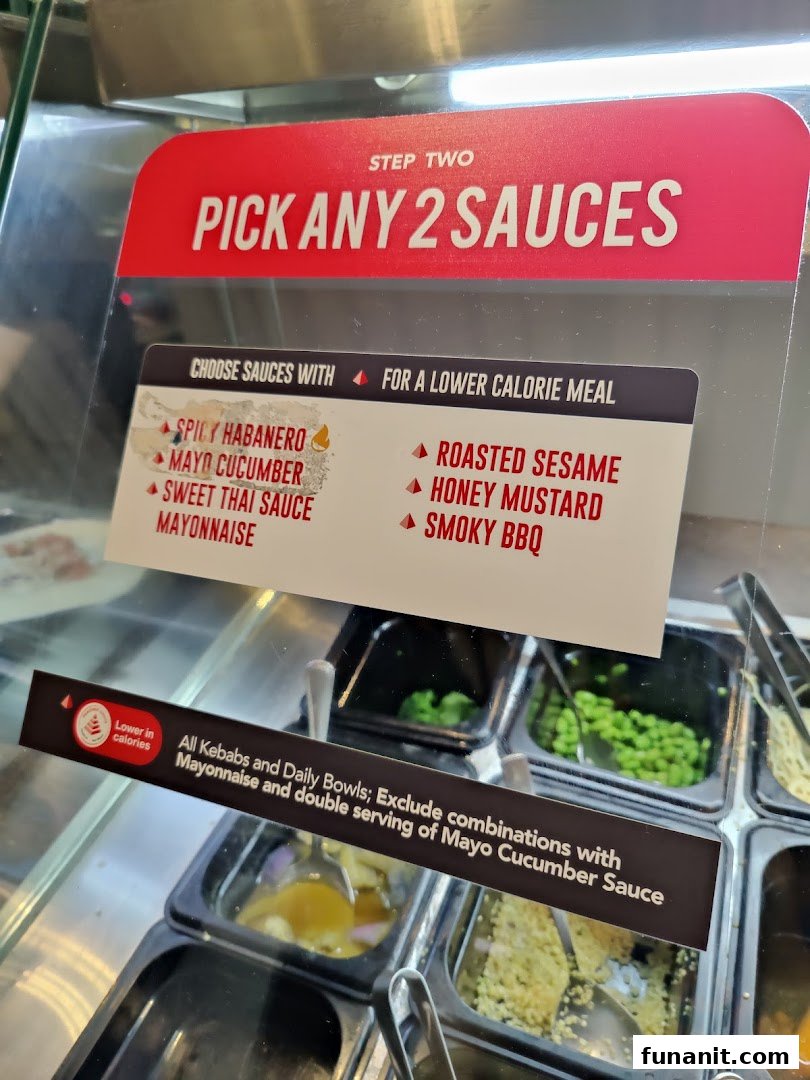 STEP TWO
PICK ANY 2 SAUCES
CHOOSE SAUCES WITH FOR A LOWER CALORIE MEAL
SPICY HABANERO
MAYO CUCUMBER
SWEET THAI SAUCE
MAYONNAISE
ROASTED SESAME
HONEY MUSTARD
SMOKY BBQ
Lower in
calories
All Kebabs and Daily Bowls; Exclude combinations with
Mayonnaise and double serving of Mayo Cucumber Sauce
funanit.com